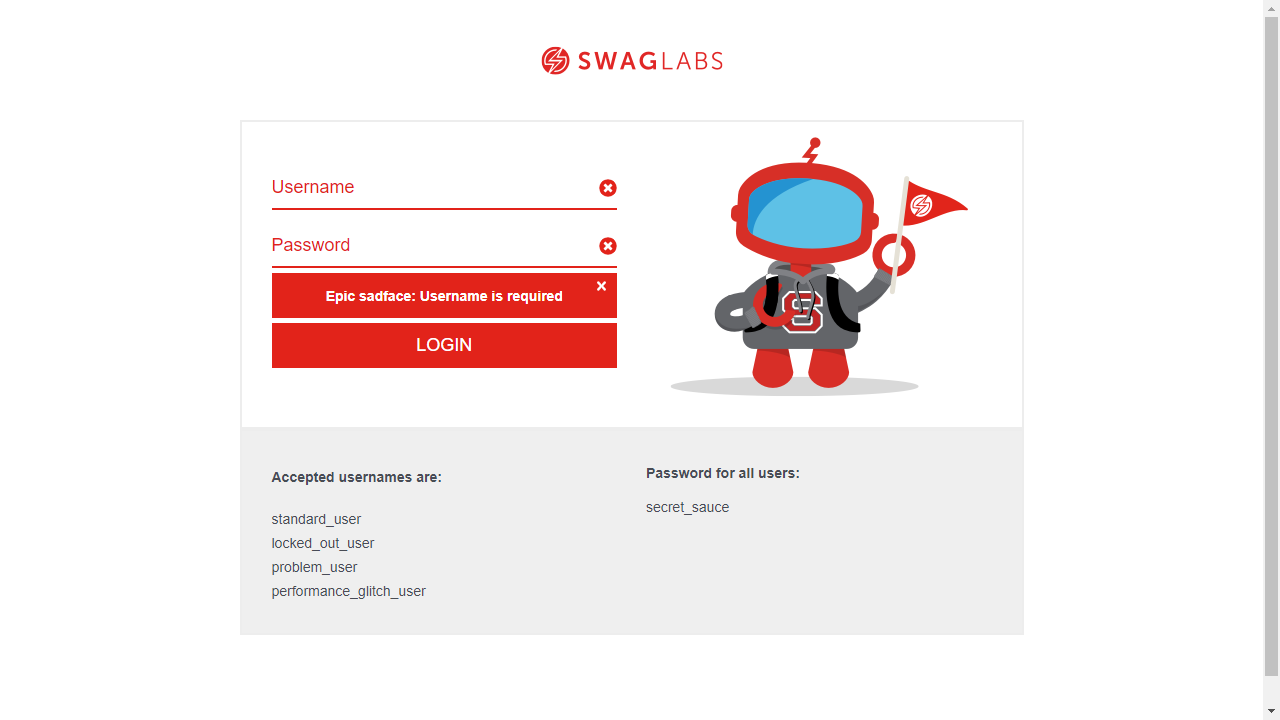 SWAGLABS
Username
Password
Epic sadface: Username is required
LOGIN
S
Accepted usernames are:
standard_user
locked_out_user
problem_user
performance_glitch_user
Password for all users:
secret_sauce